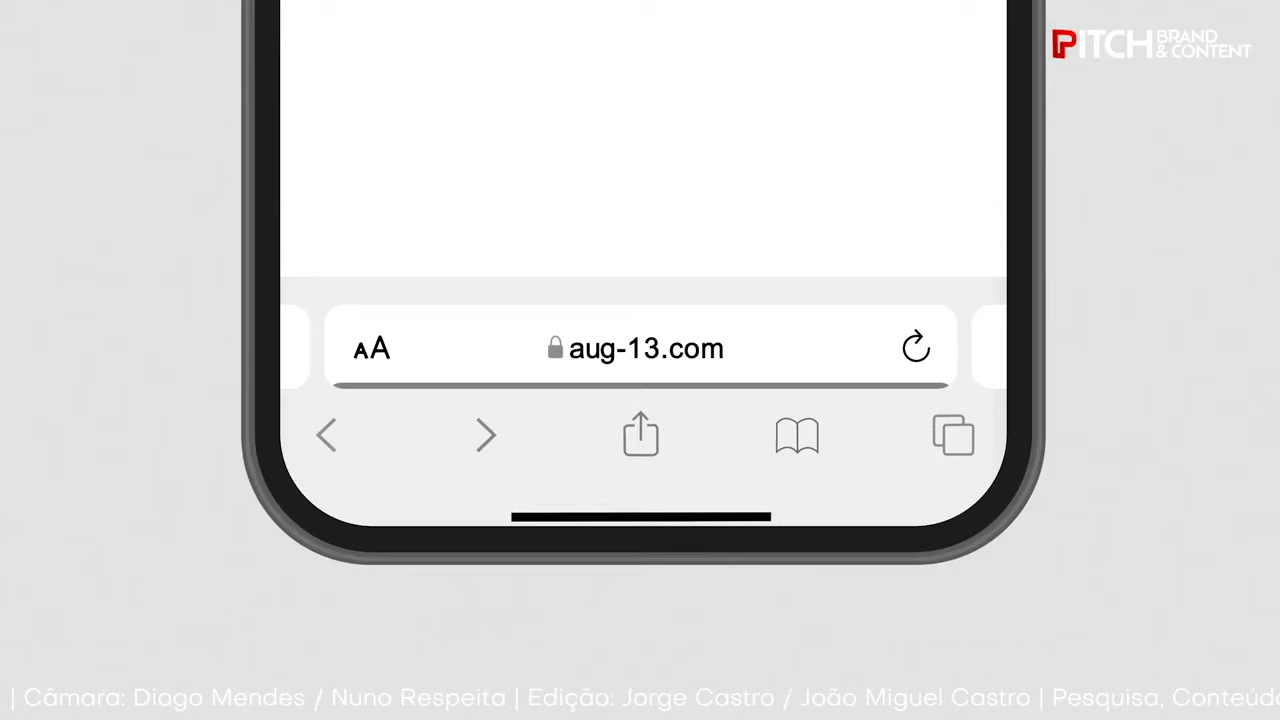 PITCH BRAND
& CONTENT
AA
aug-13.com
| Câmara: Diogo Mendes / Nuno Respeita | Edição: Jorge Castro / João Miguel Castro | Pesquisa, Conteúdo